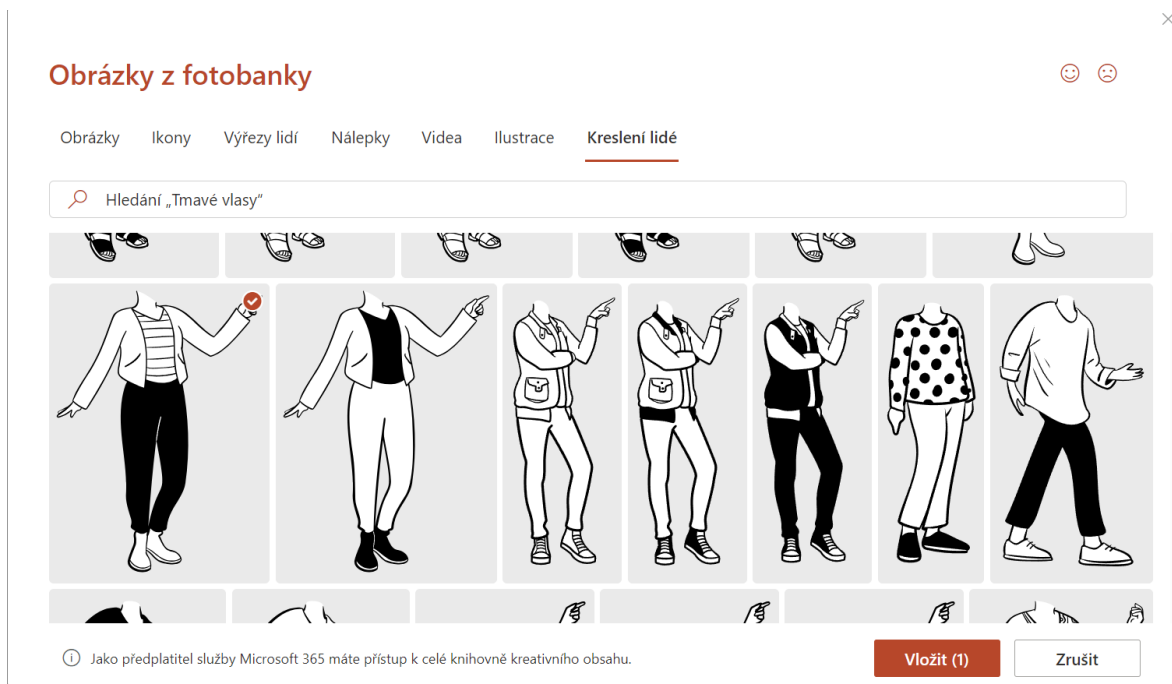 Obrázky z fotobanky
Obrázky Ikony Výřezy lidí Nálepky Videa Ilustrace Kreslení lidé
Hledání „Tmavé vlasy“
Jako předplatitel služby Microsoft 365 máte přístup k celé knihovně kreativního obsahu.
Vložit (1) Zrušit